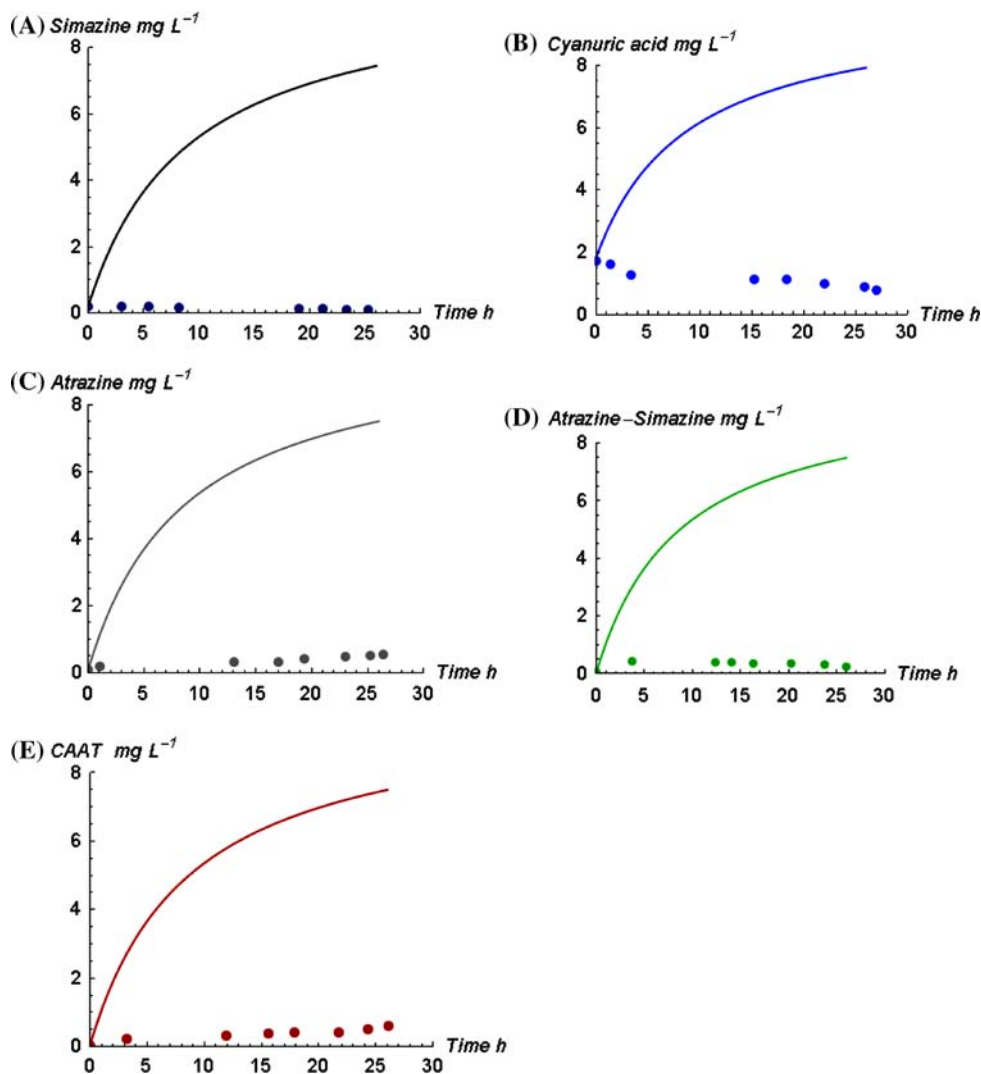 (A) Simazine mg L⁻¹
8
6
4
2
0
0 5 10 15 20 25 30
Time h
(B) Cyanuric acid mg L⁻¹
8
6
4
2
0
0 5 10 15 20 25 30
Time h
(C) Atrazine mg L⁻¹
8
6
4
2
0
0 5 10 15 20 25 30
Time h
(D) Atrazine–Simazine mg L⁻¹
8
6
4
2
0
0 5 10 15 20 25 30
Time h
(E) CAAT mg L⁻¹
8
6
4
2
0
0 5 10 15 20 25 30
Time h